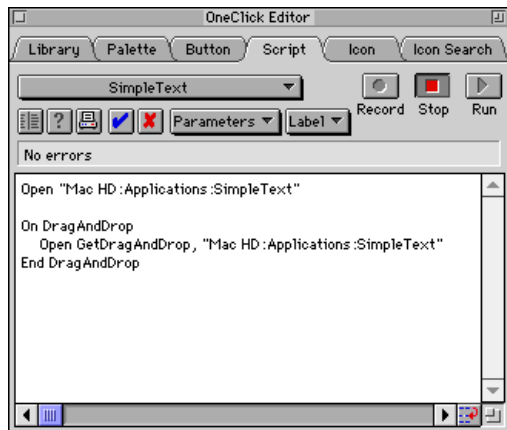 OneClick Editor
Library Palette Button Script Icon Icon Search
SimpleText
Record Stop Run
? Parameters Label
No errors
Open "Mac HD:Applications:SimpleText"
On DragAndDrop
Open GetDragAndDrop, "Mac HD:Applications:SimpleText"
End DragAndDrop